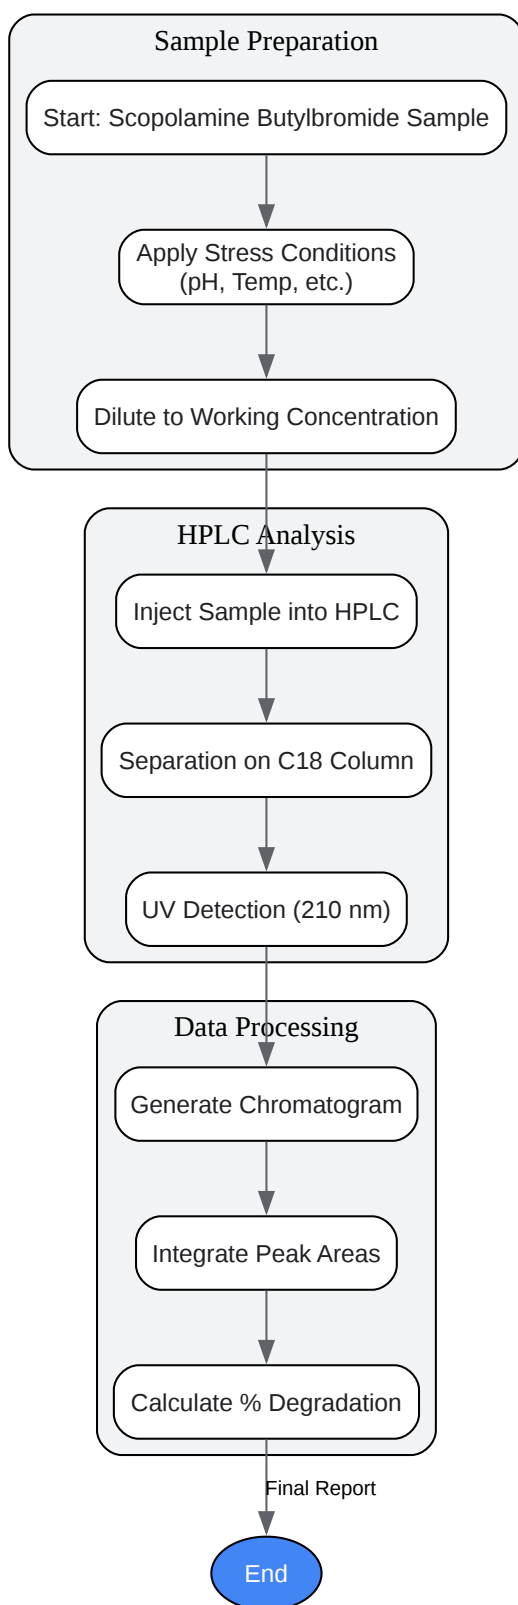 Sample Preparation
Start: Scopolamine Butylbromide Sample
Apply Stress Conditions
(pH, Temp, etc.)
Dilute to Working Concentration
HPLC Analysis
Inject Sample into HPLC
Separation on C18 Column
UV Detection (210 nm)
Data Processing
Generate Chromatogram
Integrate Peak Areas
Calculate % Degradation
Final Report
End